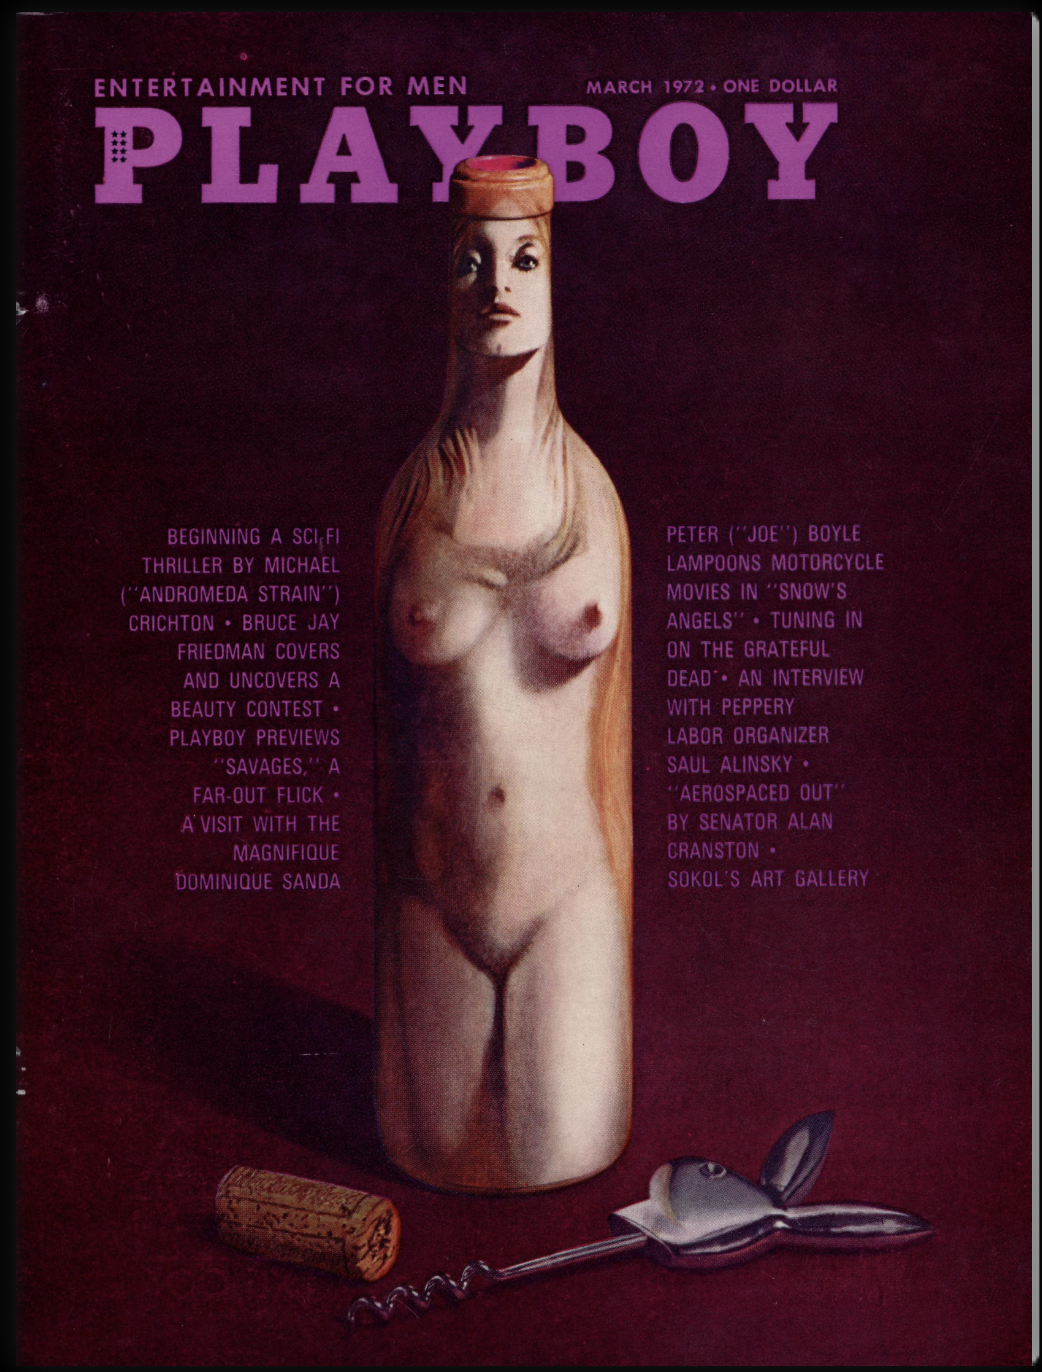 ENTERTAINMENT FOR MEN
MARCH 1972 • ONE DOLLAR
PLAYBOY
BEGINNING A SCI-FI
THRILLER BY MICHAEL
(''ANDROMEDA STRAIN'')
CRICHTON • BRUCE JAY
FRIEDMAN COVERS
AND UNCOVERS A
BEAUTY CONTEST •
PLAYBOY PREVIEWS
''SAVAGES,'' A
FAR-OUT FLICK •
A VISIT WITH THE
MAGNIFIQUE
DOMINIQUE SANDA
PETER (''JOE'') BOYLE
LAMPOONS MOTORCYCLE
MOVIES IN ''SNOW'S
ANGELS'' • TUNING IN
ON THE GRATEFUL
DEAD • AN INTERVIEW
WITH PEPPERY
LABOR ORGANIZER
SAUL ALINSKY •
''AEROSPACED OUT''
BY SENATOR ALAN
CRANSTON •
SOKOL'S ART GALLERY